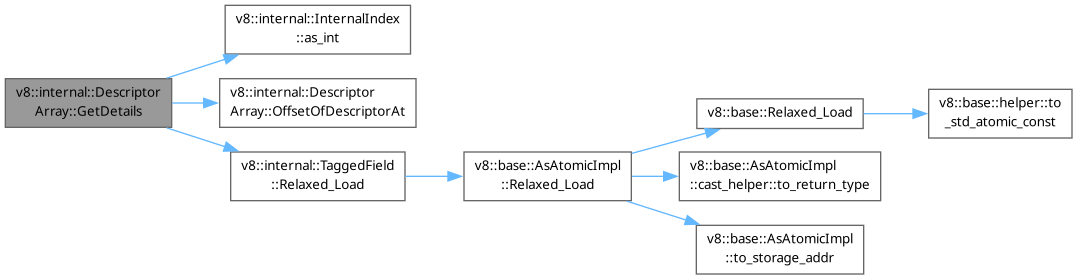 v8::internal::InternalIndex
::as_int
v8::internal::Descriptor
Array::GetDetails
v8::internal::Descriptor
Array::OffsetOfDescriptorAt
v8::internal::TaggedField
::Relaxed_Load
v8::base::AsAtomicImpl
::Relaxed_Load
v8::base::Relaxed_Load
v8::base::helper::to
_std_atomic_const
v8::base::AsAtomicImpl
::cast_helper::to_return_type
v8::base::AsAtomicImpl
::to_storage_addr